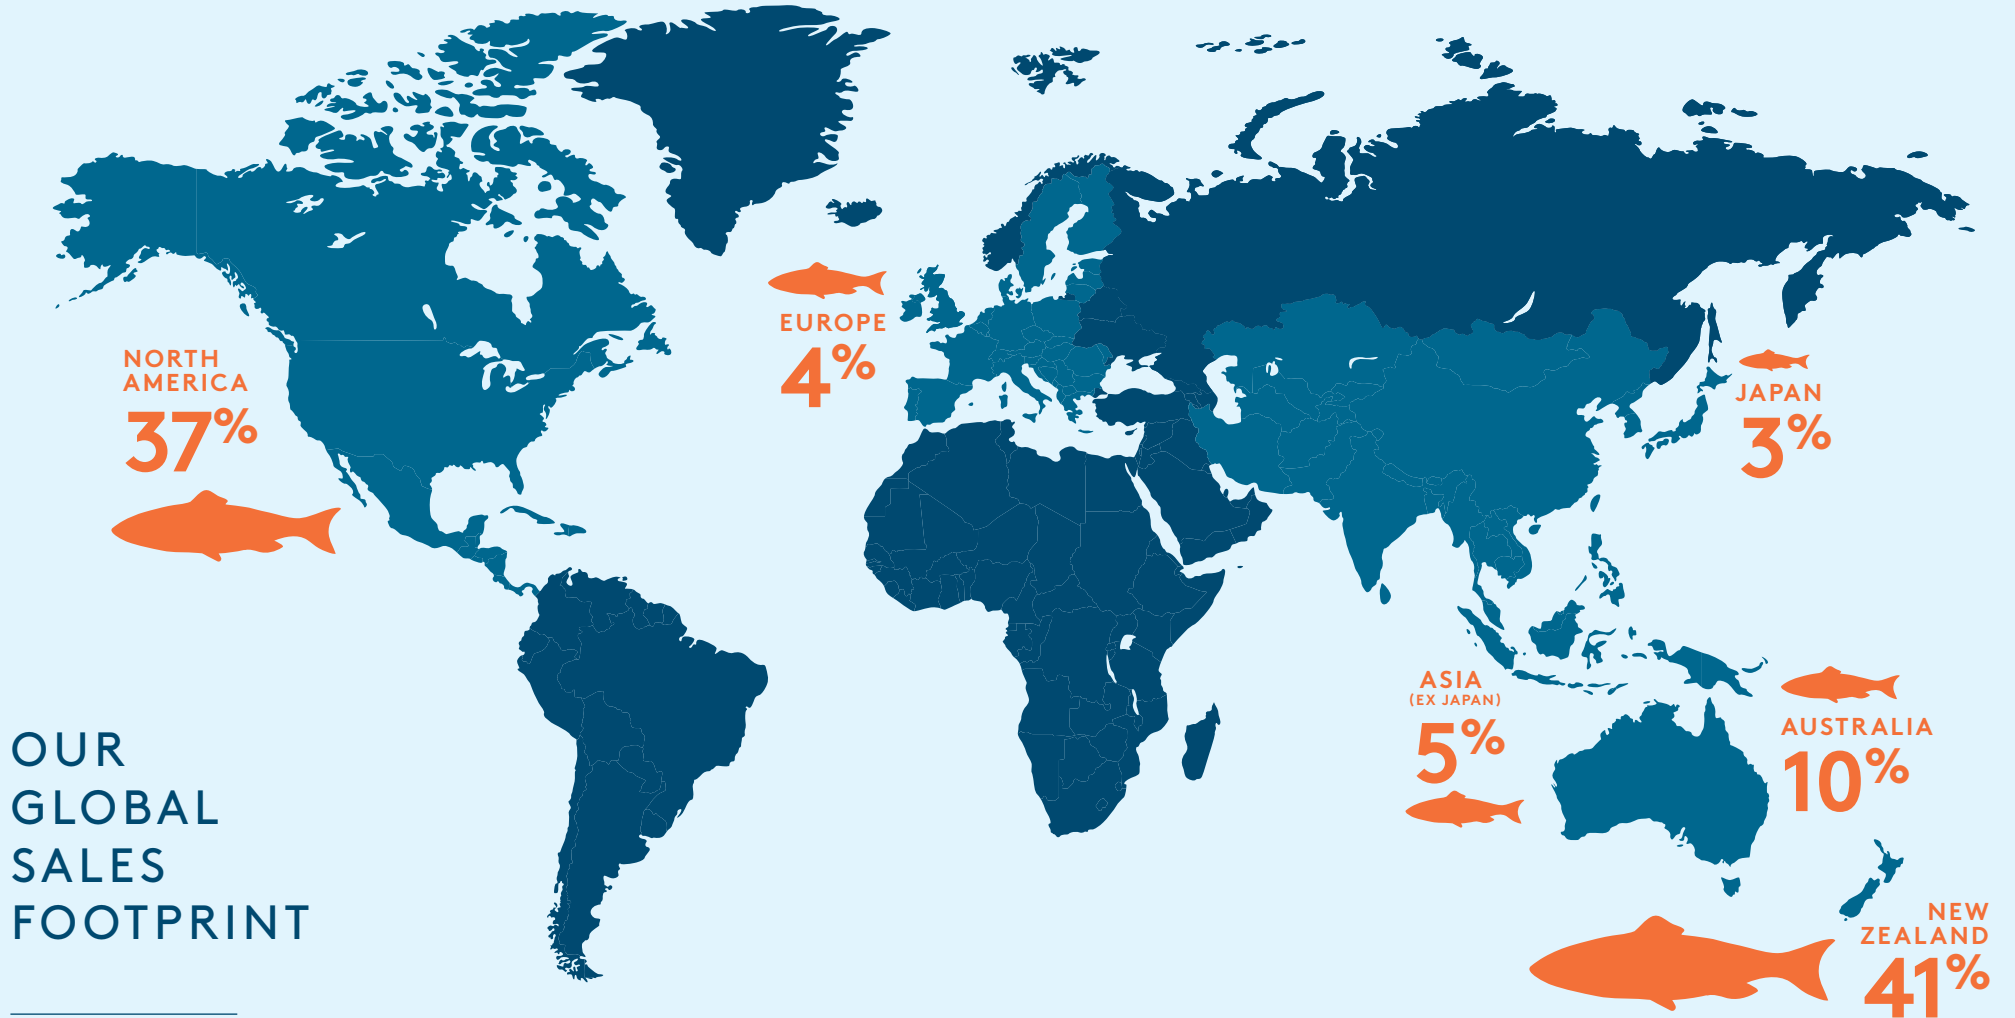 NORTH
AMERICA
37%
EUROPE
4%
JAPAN
3%
ASIA
(EX JAPAN)
5%
AUSTRALIA
10%
OUR
GLOBAL
SALES
FOOTPRINT
NEW
ZEALAND
41%